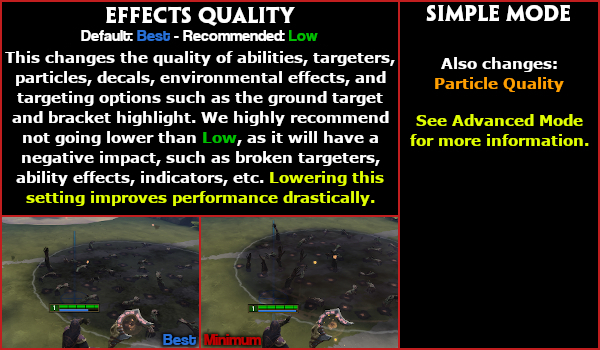 EFFECTS QUALITY
Default: Best - Recommended: Low
This changes the quality of abilities, targeters,
particles, decals, environmental effects, and
targeting options such as the ground target
and bracket highlight. We highly recommend
not going lower than Low, as it will have a
negative impact, such as broken targeters,
ability effects, indicators, etc. Lowering this
setting improves performance drastically.
SIMPLE MODE
Also changes:
Particle Quality
See Advanced Mode
for more information.
1
Best
1
Minimum